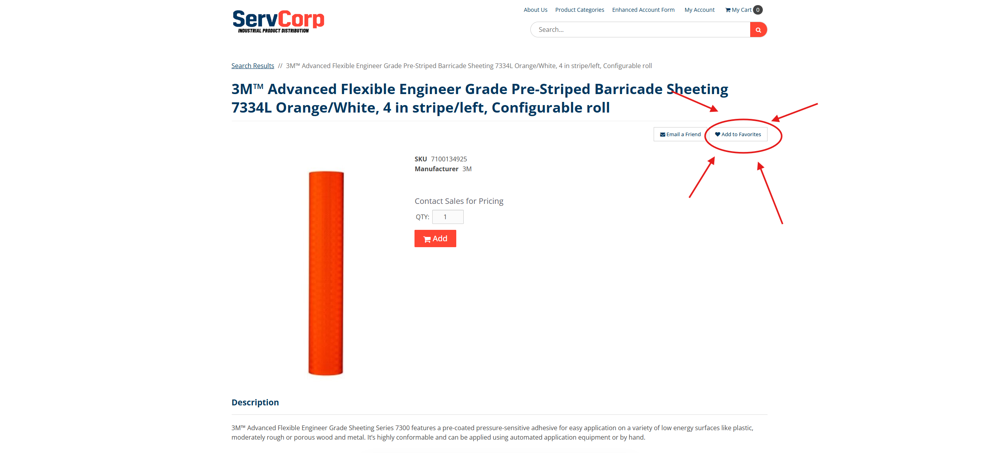 About Us Product Categories Enhanced Account Form My Account My Cart 0
ServCorp
INDUSTRIAL PRODUCT DISTRIBUTION
Search...
Search Results // 3M™ Advanced Flexible Engineer Grade Pre-Striped Barricade Sheeting 7334L Orange/White, 4 in stripe/left, Configurable roll
3M™ Advanced Flexible Engineer Grade Pre-Striped Barricade Sheeting
7334L Orange/White, 4 in stripe/left, Configurable roll
Email a Friend Add to Favorites
SKU 7100134925
Manufacturer 3M
Contact Sales for Pricing
QTY: 1
Add
Description
3M™ Advanced Flexible Engineer Grade Sheeting Series 7300 features a pre-coated pressure-sensitive adhesive for easy application on a variety of low energy surfaces like plastic,
moderately rough or porous wood and metal. It’s highly conformable and can be applied using automated application equipment or by hand.